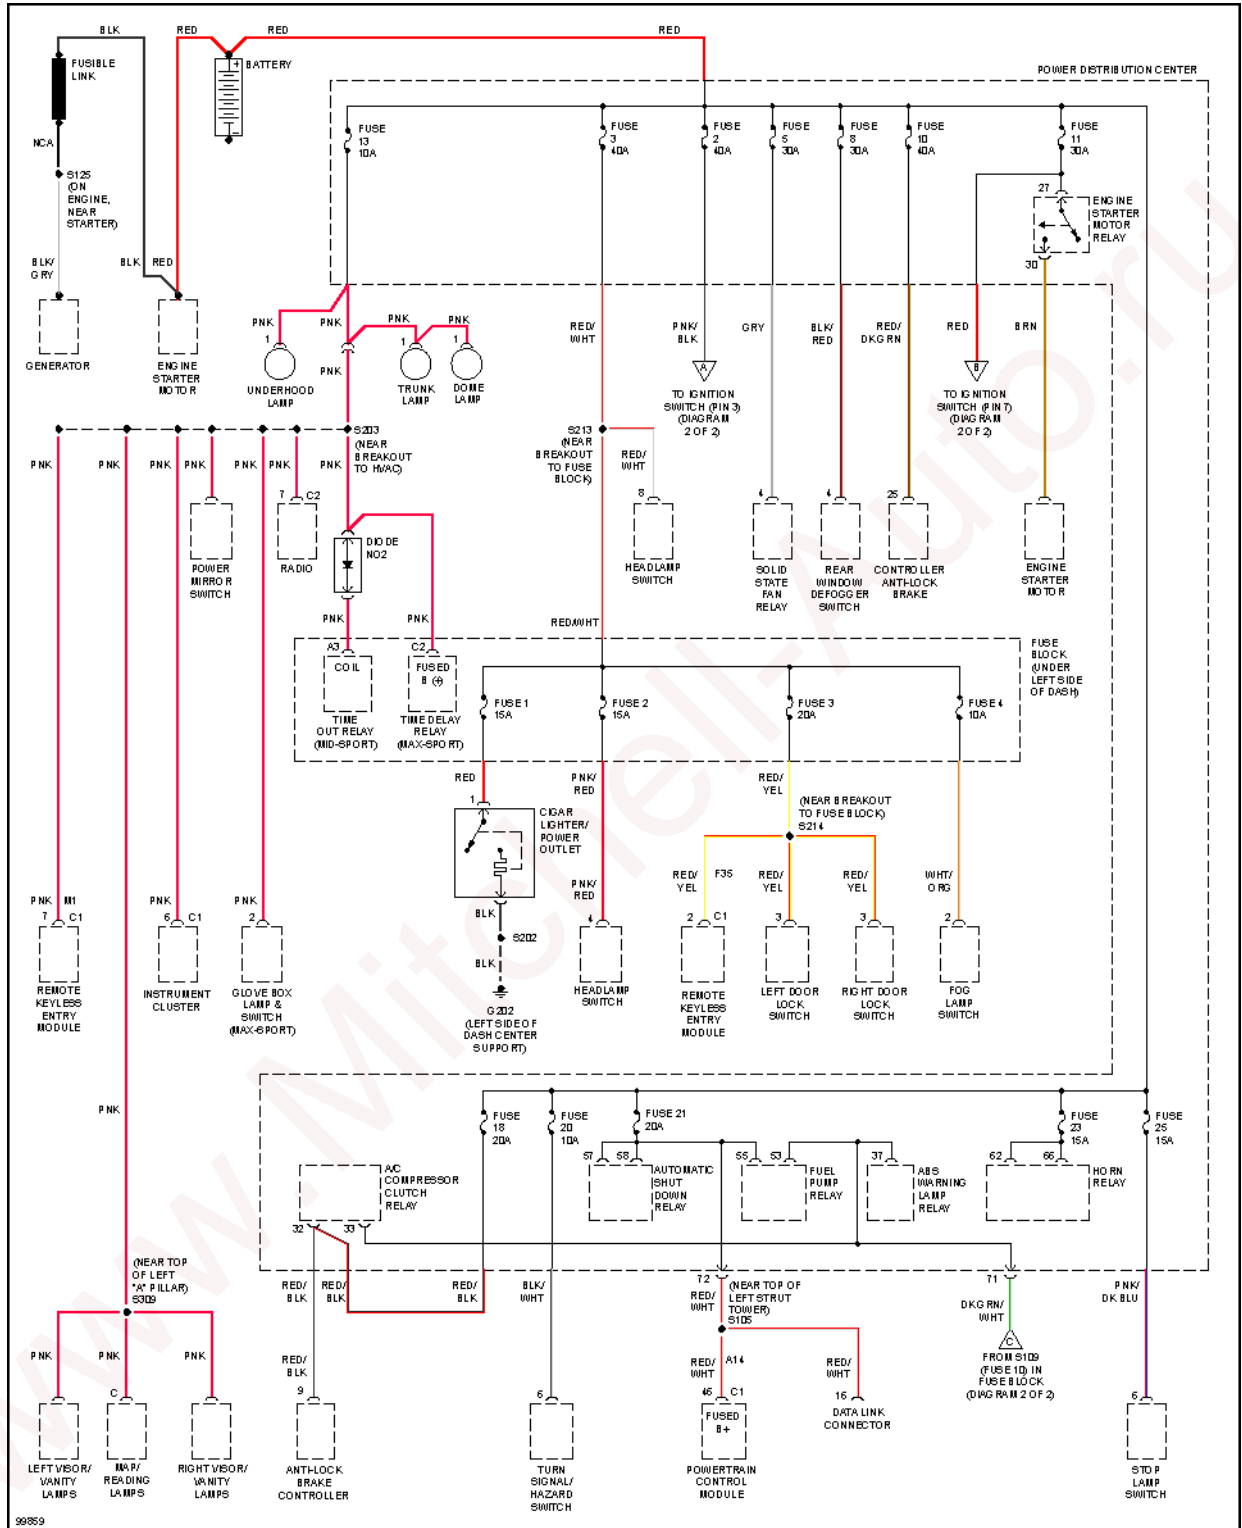 BLK
RED
RED
RED
FUSIBLE
LINK
BATTERY
+
-
POWER DISTRIBUTION CENTER
NCA
S125
(ON
ENGINE,
NEAR
STARTER)
BLK/
GRY
BLK
RED
GENERATOR
ENGINE
STARTER
MOTOR
FUSE
13
10A
FUSE
3
40A
FUSE
2
40A
FUSE
5
30A
FUSE
8
30A
FUSE
10
40A
FUSE
11
30A
27
ENGINE
STARTER
MOTOR
RELAY
30
PNK
1
PNK
PNK
1
PNK
1
PNK
UNDERHOOD
LAMP
TRUNK
LAMP
DOME
LAMP
RED/
WHT
PNK/
BLK
GRY
BLK/
RED
RED/
DKGRN
RED
BRN
A
TO IGNITION
SWITCH (PIN 3)
(DIAGRAM
2 OF 2)
B
TO IGNITION
SWITCH (PIN 7)
(DIAGRAM
2 OF 2)
S203
(NEAR
BREAKOUT
TO HVAC)
S213
(NEAR
BREAKOUT
TO FUSE
BLOCK)
RED/
WHT
PNK
PNK
PNK
PNK
PNK
PNK
PNK
7
C2
8
4
4
25
POWER
MIRROR
SWITCH
RADIO
DIODE
NO2
HEADLAMP
SWITCH
SOLID
STATE
FAN
RELAY
REAR
WINDOW
DEFOGGER
SWITCH
CONTROLLER
ANTI-LOCK
BRAKE
ENGINE
STARTER
MOTOR
PNK
PNK
RED/WHT
A3
COIL
TIME
OUT RELAY
(MID-SPORT)
C2
FUSED
B (+)
TIME DELAY
RELAY
(MAX-SPORT)
FUSE 1
15A
FUSE 2
15A
FUSE 3
20A
FUSE 4
10A
FUSE
BLOCK
(UNDER
LEFT SIDE
OF DASH)
RED
1
PNK/
RED
RED/
YEL
(NEAR BREAKOUT
TO FUSE BLOCK)
S214
CIGAR
LIGHTER/
POWER
OUTLET
PNK/
RED
RED/
YEL
F35
RED/
YEL
RED/
YEL
WHT/
ORG
BLK
S202
BLK
G202
(LEFT SIDE OF
DASH CENTER
SUPPORT)
PNK
M1
7
C1
PNK
6
C1
PNK
2
4
2
C1
3
3
2
REMOTE
KEYLESS
ENTRY
MODULE
INSTRUMENT
CLUSTER
GLOVE BOX
LAMP &
SWITCH
(MAX-SPORT)
HEADLAMP
SWITCH
REMOTE
KEYLESS
ENTRY
MODULE
LEFT DOOR
LOCK
SWITCH
RIGHT DOOR
LOCK
SWITCH
FOG
LAMP
SWITCH
PNK
FUSE
18
20A
FUSE
20
10A
FUSE 21
20A
FUSE
23
15A
FUSE
25
15A
A/C
COMPRESSOR
CLUTCH
RELAY
32
33
57
58
AUTOMATIC
SHUT
DOWN
RELAY
55
53
FUEL
PUMP
RELAY
37
ABS
WARNING
LAMP
RELAY
62
66
HORN
RELAY
(NEAR TOP
OF LEFT
"A" PILLAR)
S309
RED/
BLK
RED/
BLK
RED/
BLK
BLK/
WHT
72
RED/
WHT
(NEAR TOP OF
LEFT STRUT
TOWER)
S105
71
DKGRN/
WHT
PNK/
DKBLU
C
FROM S109
(FUSE 10) IN
FUSE BLOCK
(DIAGRAM 2 OF 2)
PNK
PNK
PNK
C
RED/
BLK
9
6
RED/
WHT
A14
46
C1
FUSED
B+
RED/
WHT
16
DATA LINK
CONNECTOR
6
LEFT VISOR/
VANITY
LAMPS
MAP/
READING
LAMPS
RIGHT VISOR/
VANITY
LAMPS
ANTI-LOCK
BRAKE
CONTROLLER
TURN
SIGNAL/
HAZARD
SWITCH
POWERTRAIN
CONTROL
MODULE
STOP
LAMP
SWITCH
99859
www.Mitchell-Auto.ru